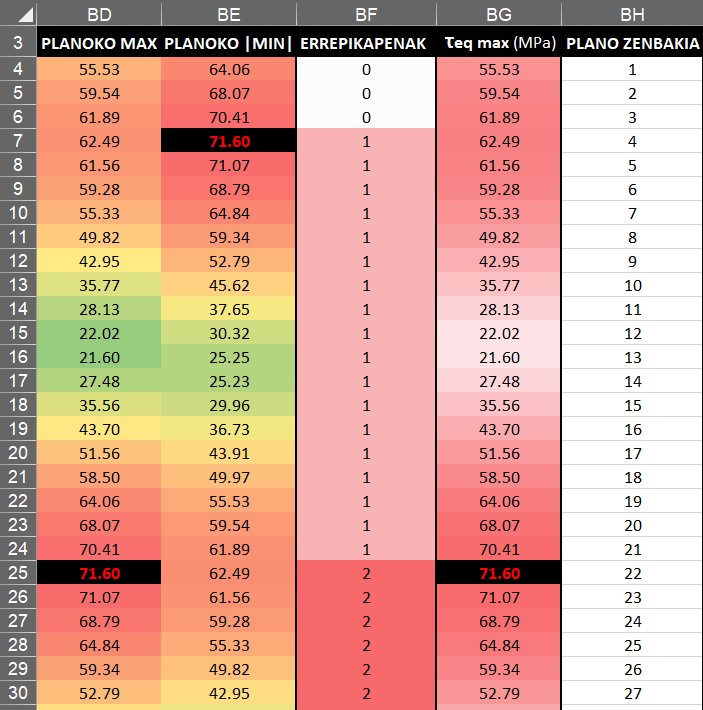 BD BE BF BG BH
3 PLANOKO MAX PLANOKO |MIN| ERREPIKAPENAK Teq max (MPa) PLANO ZENBAKIA
4 55.53 64.06 0 55.53 1
5 59.54 68.07 0 59.54 2
6 61.89 70.41 0 61.89 3
7 62.49 71.60 1 62.49 4
8 61.56 71.07 1 61.56 5
9 59.28 68.79 1 59.28 6
10 55.33 64.84 1 55.33 7
11 49.82 59.34 1 49.82 8
12 42.95 52.79 1 42.95 9
13 35.77 45.62 1 35.77 10
14 28.13 37.65 1 28.13 11
15 22.02 30.32 1 22.02 12
16 21.60 25.25 1 21.60 13
17 27.48 25.23 1 27.48 14
18 35.56 29.96 1 35.56 15
19 43.70 36.73 1 43.70 16
20 51.56 43.91 1 51.56 17
21 58.50 49.97 1 58.50 18
22 64.06 55.53 1 64.06 19
23 68.07 59.54 1 68.07 20
24 70.41 61.89 1 70.41 21
25 71.60 62.49 2 71.60 22
26 71.07 61.56 2 71.07 23
27 68.79 59.28 2 68.79 24
28 64.84 55.33 2 64.84 25
29 59.34 49.82 2 59.34 26
30 52.79 42.95 2 52.79 27